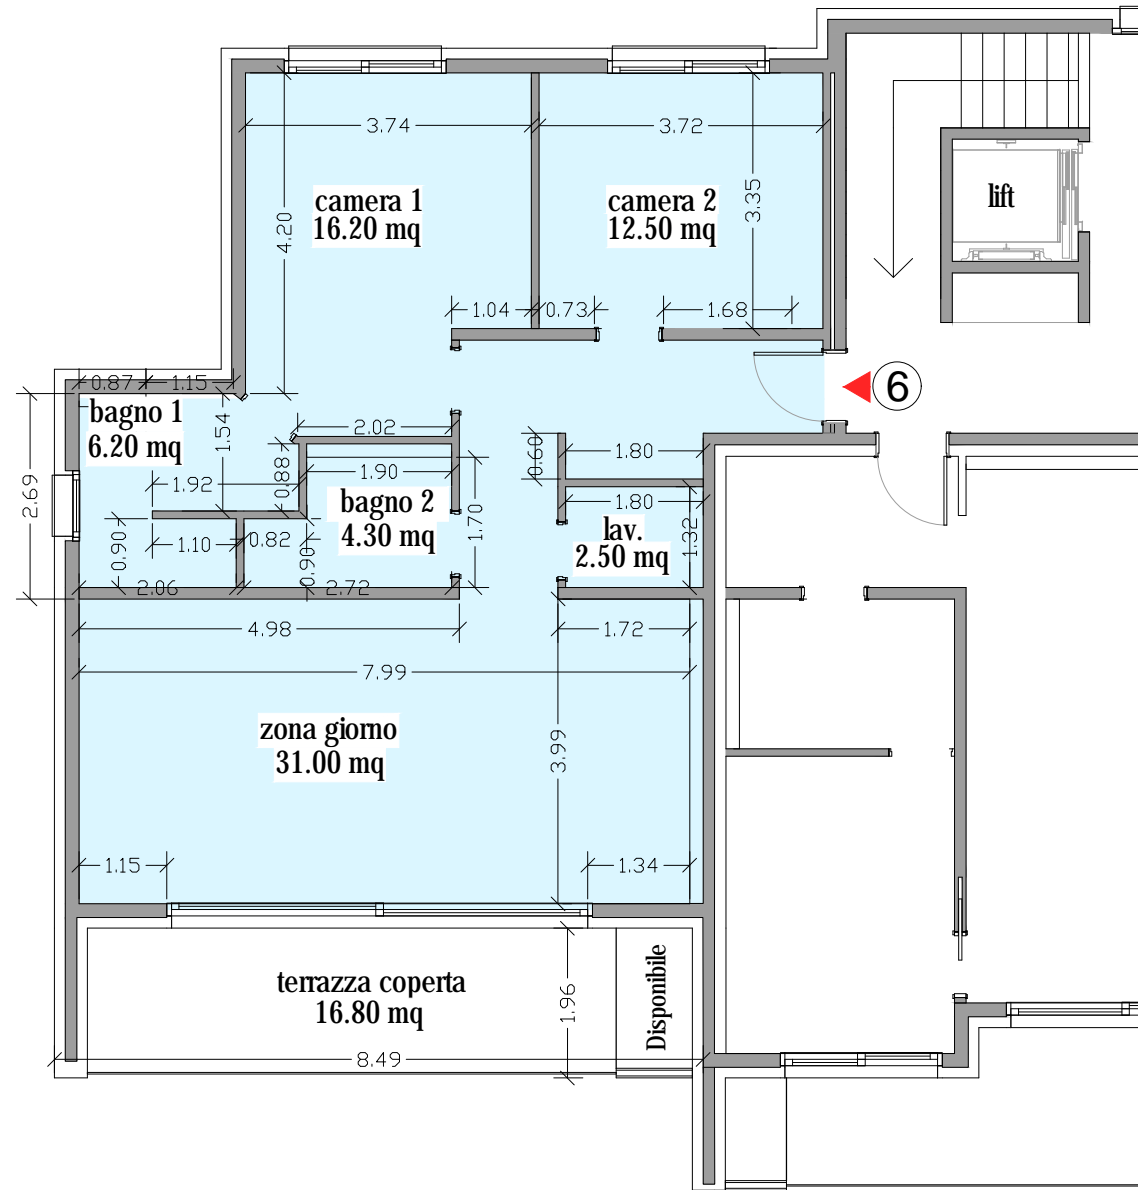 3.74
3.72
camera 1
16.20 mq
camera 2
12.50 mq
3.35
lift
4.20
1.04
0.73
1.68
6
0.87
1.15
bagno 1
6.20 mq
1.54
2.02
0.60
1.80
2.69
1.92
0.88
1.90
bagno 2
4.30 mq
1.70
1.80
lav.
2.50 mq
1.32
0.90
1.10
0.82
0.90
2.06
2.72
4.98
1.72
7.99
zona giorno
31.00 mq
3.99
1.15
1.34
terrazza coperta
16.80 mq
1.96
Disponibile
8.49